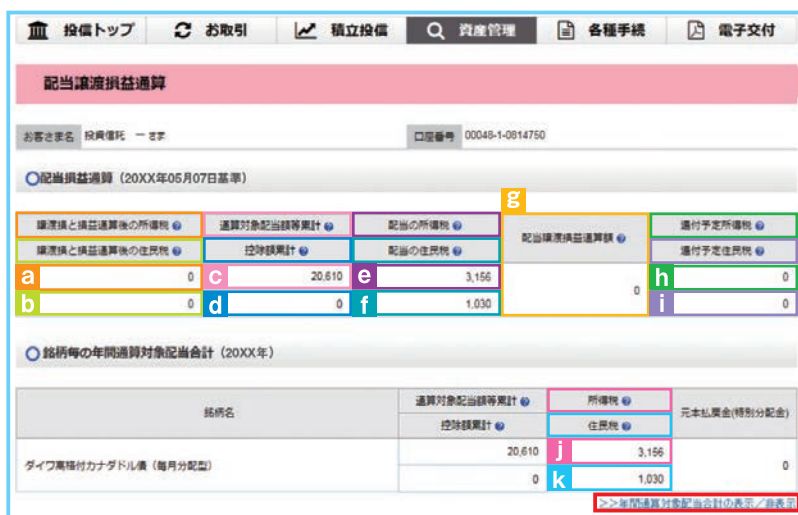 投信トップ お取引 積立投信 資産管理 各種手続 電子交付
配当譲渡損益通算
お客さま名 投資信託 一 さま 口座番号 00048-1-0814750
配当損益通算（20XX年05月07日基準）
g
譲渡損と損益通算後の所得税 通算対象配当額等累計 配当の所得税 配当譲渡損益通算額 還付予定所得税
譲渡損と損益通算後の住民税 控除額累計 配当の住民税 還付予定住民税
a 0 c 20,610 e 3,156 0 h 0
b 0 d 0 f 1,030 i 0
銘柄毎の年間通算対象配当合計（20XX年）
銘柄名 通算対象配当額等累計 所得税 元本払戻金(特別分配金)
控除額累計 住民税
ダイワ高格付カナダドル債（毎月分配型） 20,610 j 3,156 0
0 k 1,030
>>年間通算対象配当合計の表示／非表示